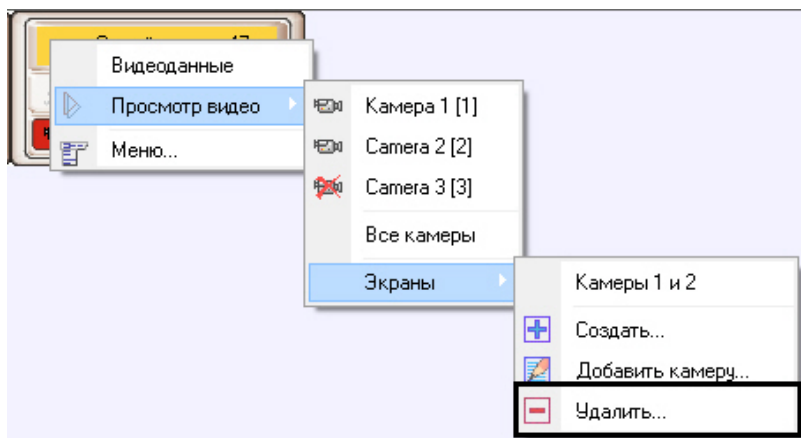 Видеоданные
Просмотр видео
Меню...
Камера 1 [1]
Camera 2 [2]
Camera 3 [3]
Все камеры
Экраны
Камеры 1 и 2
Создать...
Добавить камеру...
Удалить...